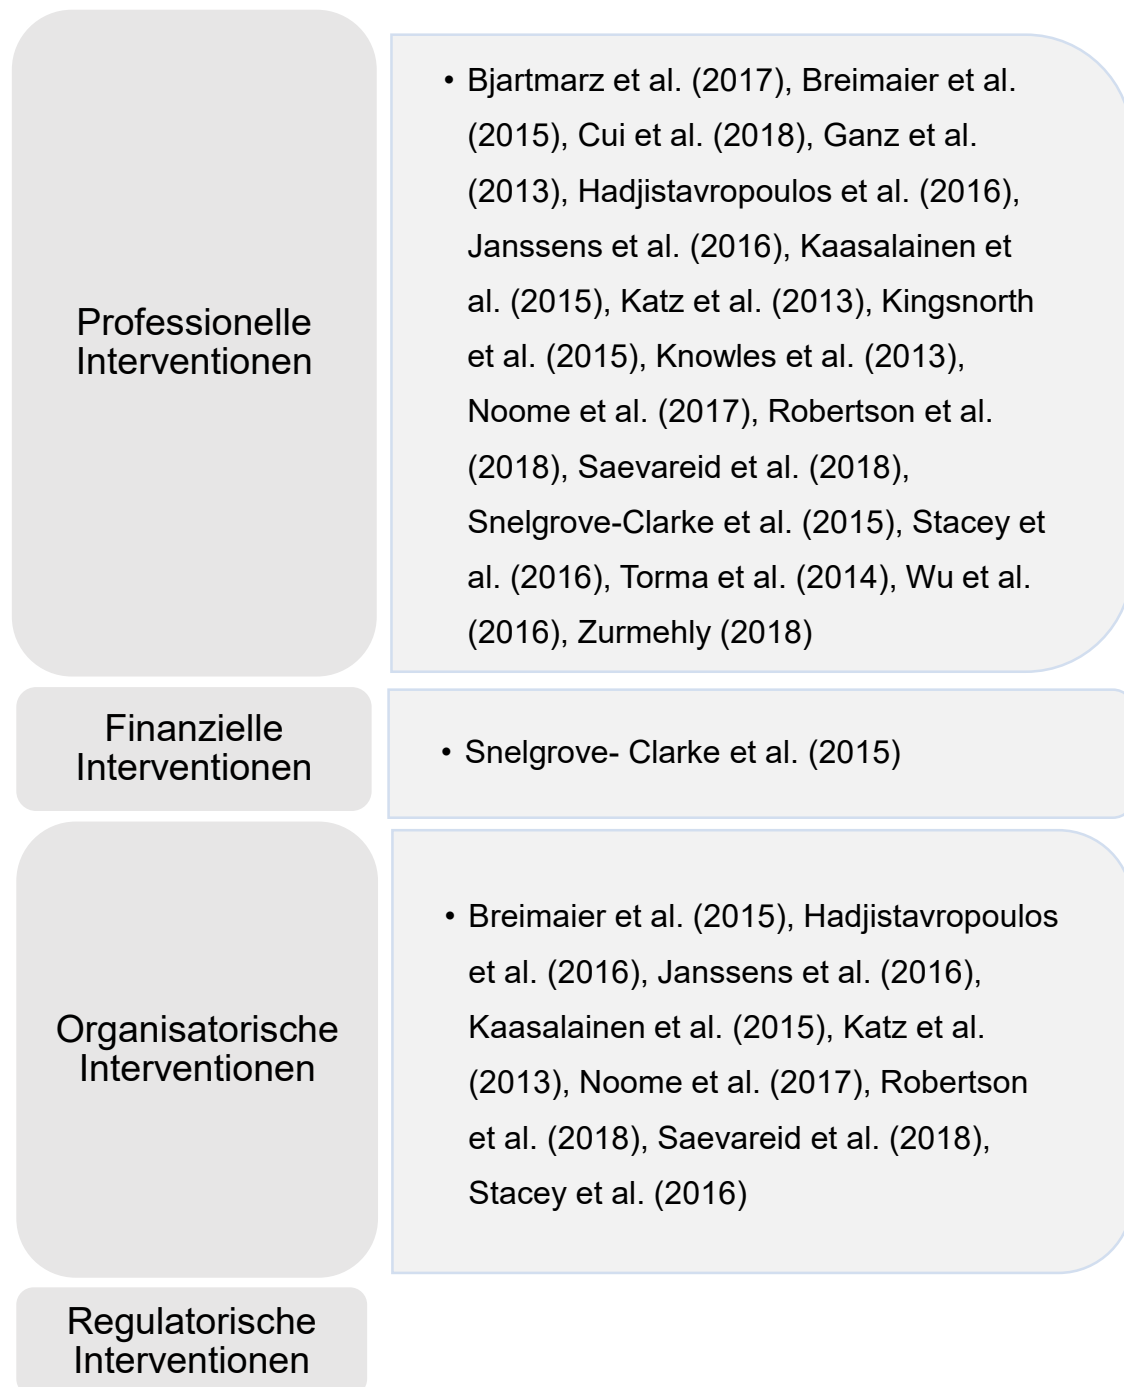 Professionelle
Interventionen
• Bjartmarz et al. (2017), Breimaier et al.
(2015), Cui et al. (2018), Ganz et al.
(2013), Hadjistavropoulos et al. (2016),
Janssens et al. (2016), Kaasalainen et
al. (2015), Katz et al. (2013), Kingsnorth
et al. (2015), Knowles et al. (2013),
Noome et al. (2017), Robertson et al.
(2018), Saevareid et al. (2018),
Snelgrove-Clarke et al. (2015), Stacey et
al. (2016), Torma et al. (2014), Wu et al.
(2016), Zurmehly (2018)
Finanzielle
Interventionen
• Snelgrove- Clarke et al. (2015)
Organisatorische
Interventionen
• Breimaier et al. (2015), Hadjistavropoulos
et al. (2016), Janssens et al. (2016),
Kaasalainen et al. (2015), Katz et al.
(2013), Noome et al. (2017), Robertson
et al. (2018), Saevareid et al. (2018),
Stacey et al. (2016)
Regulatorische
Interventionen